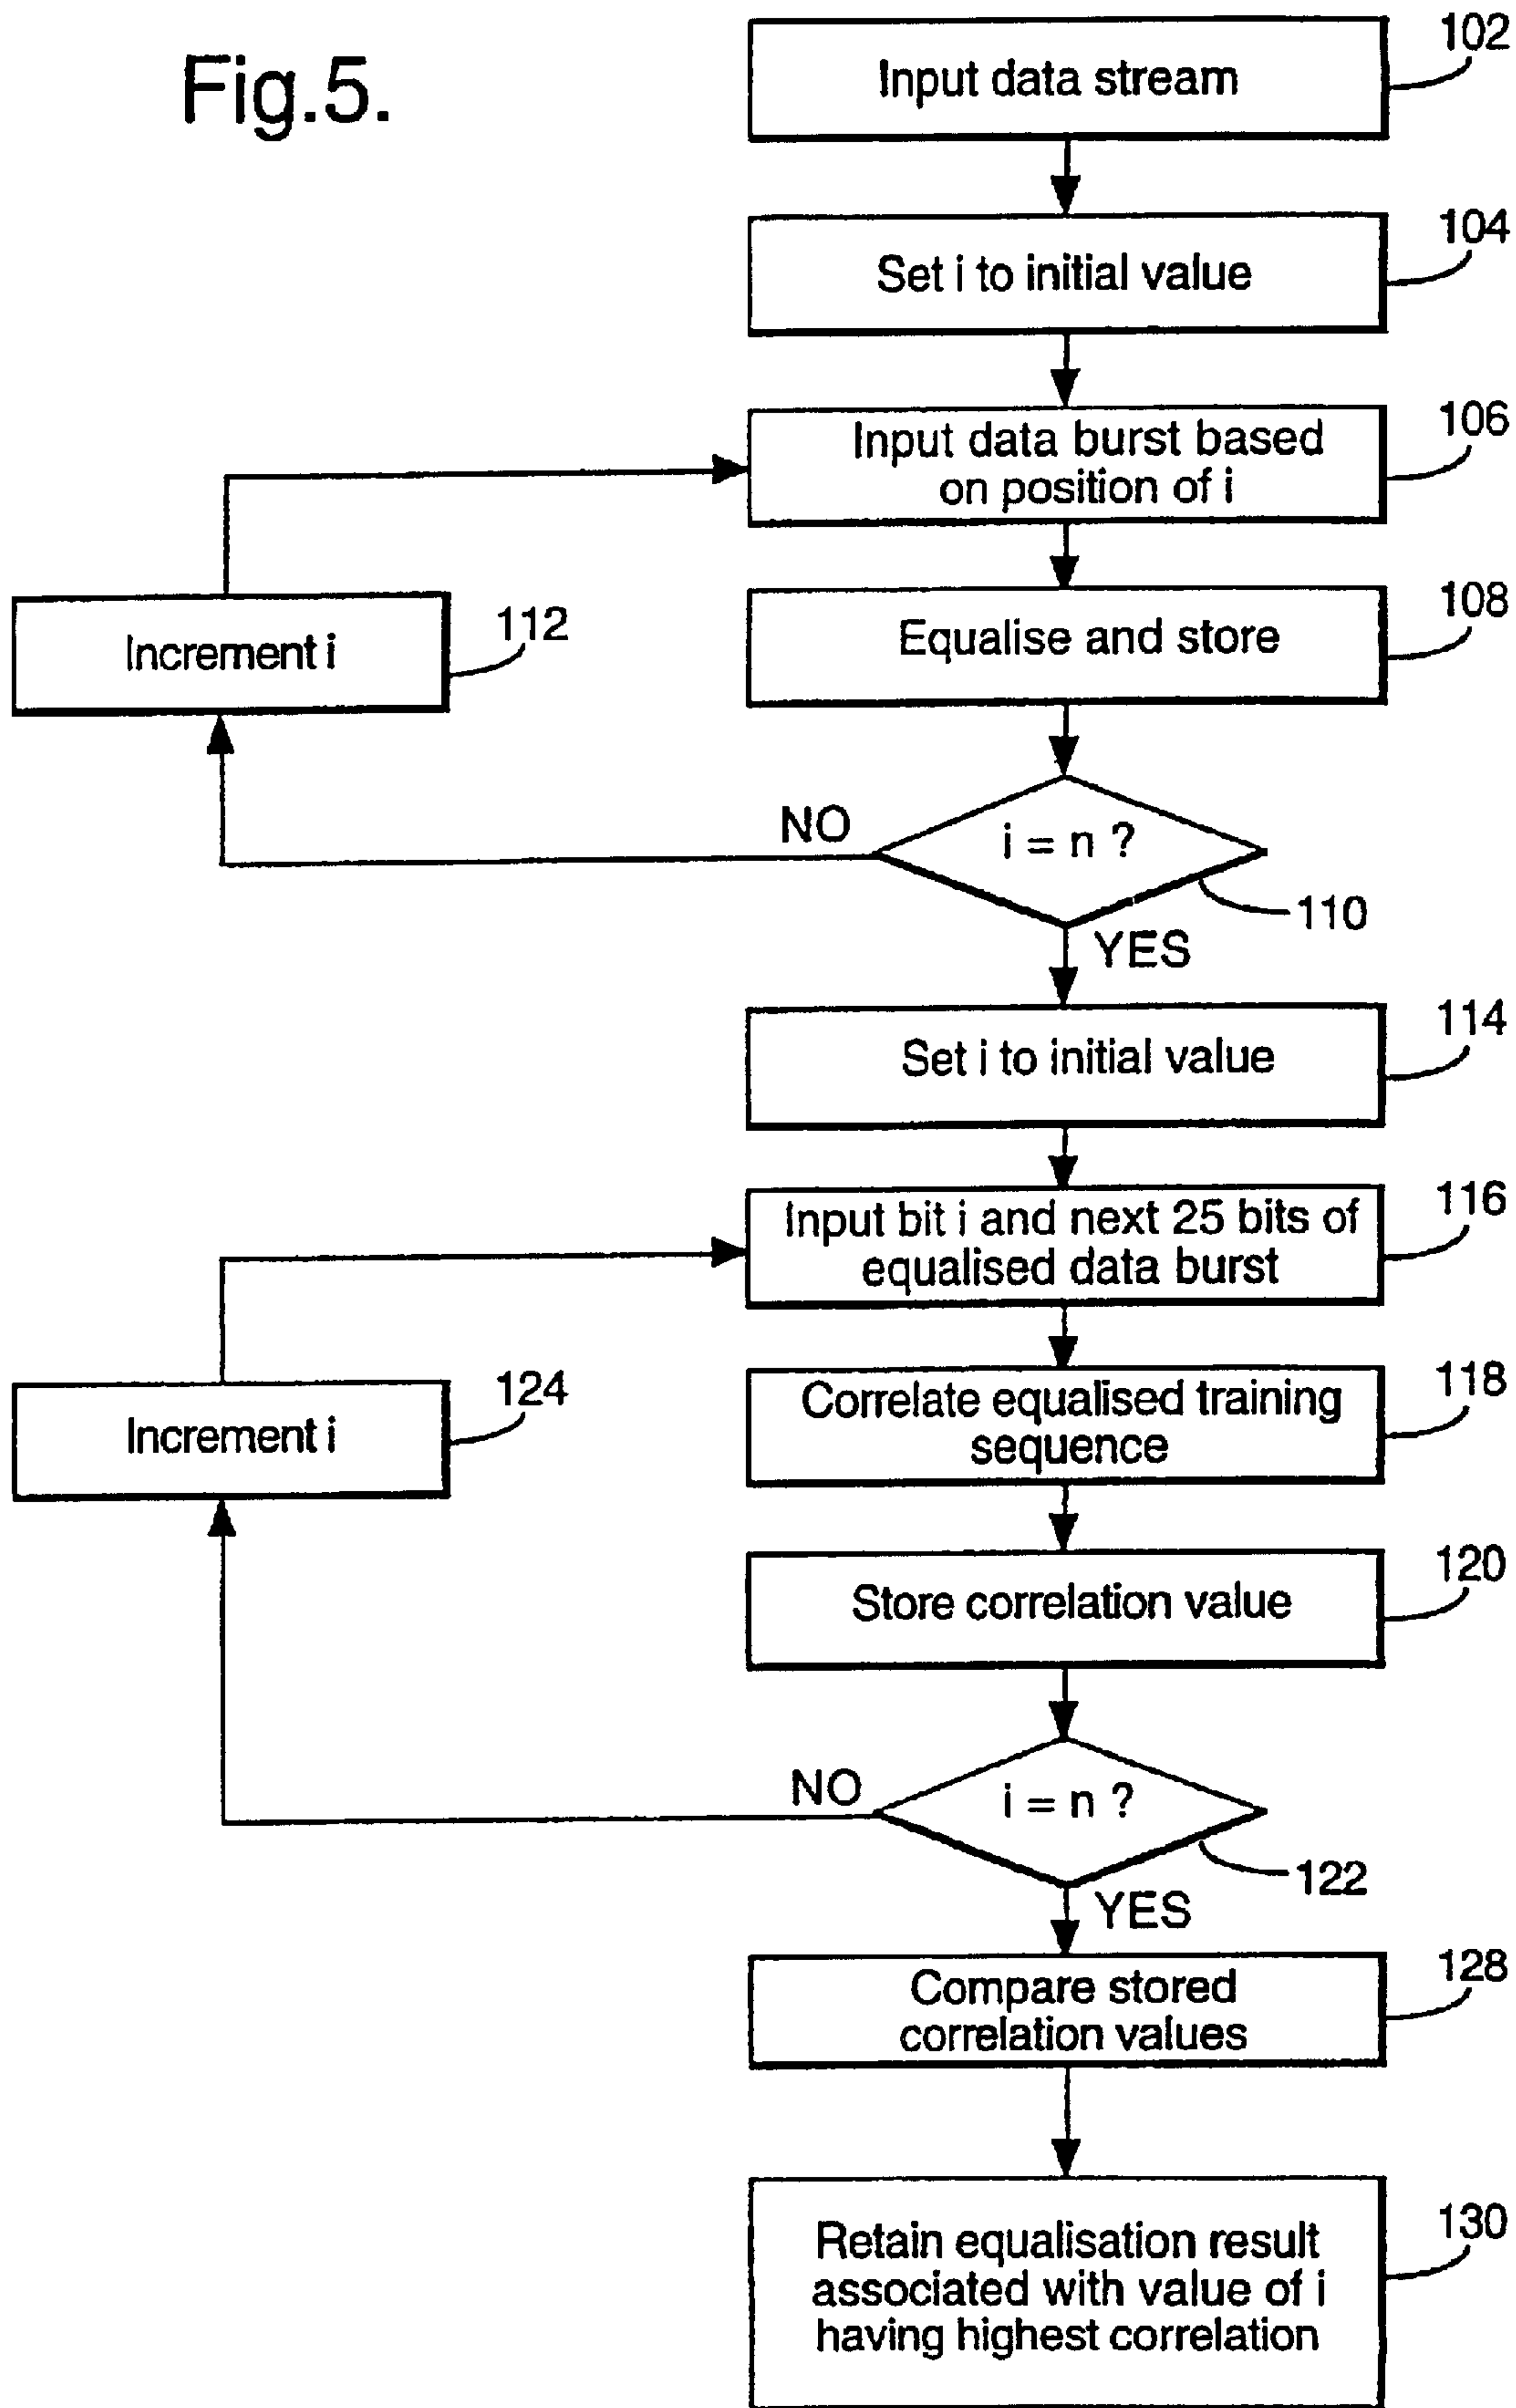 Fig.5.
Input data stream
102
Set i to initial value
104
Input data burst based
on position of i
106
Equalise and store
108
Increment i
112
NO
i = n ?
110
YES
Set i to initial value
114
Input bit i and next 25 bits of
equalised data burst
116
Correlate equalised training
sequence
118
Increment i
124
Store correlation value
120
NO
i = n ?
122
YES
Compare stored
correlation values
128
Retain equalisation result
associated with value of i
having highest correlation
130